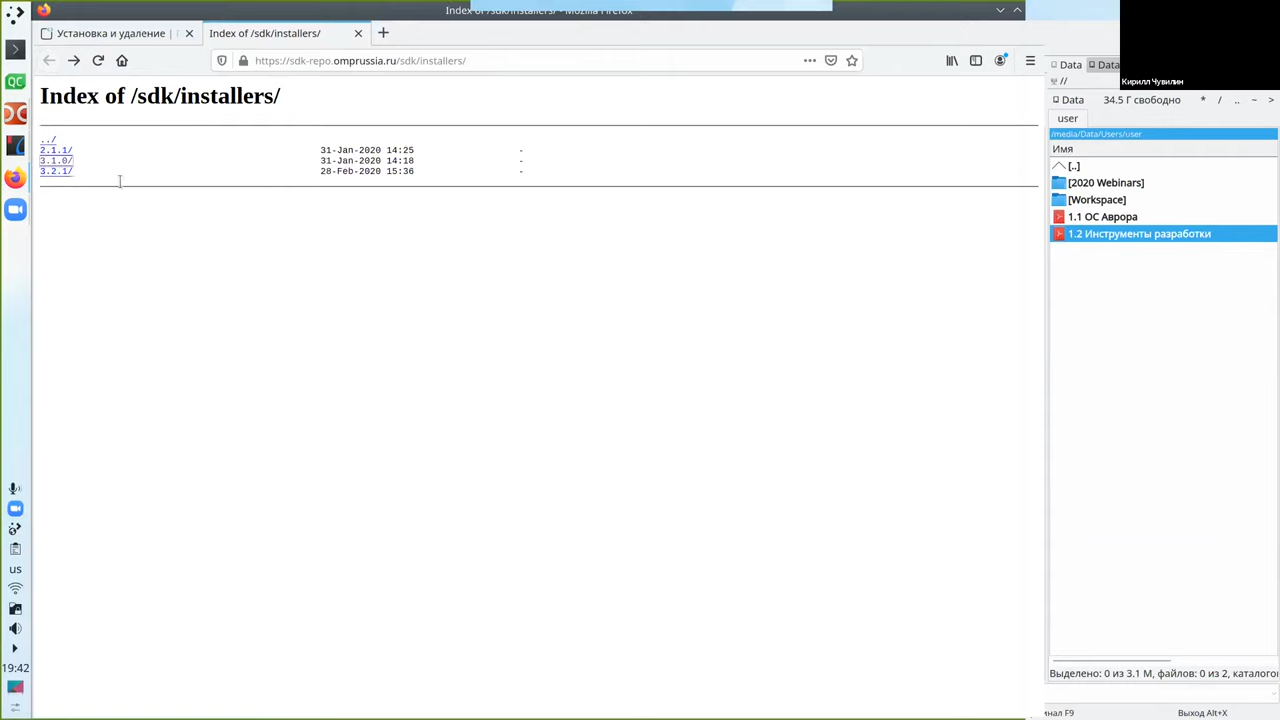 Index of /sdk/installers/ - Mozilla Firefox
Установка и удаление |
Index of /sdk/installers/
https://sdk-repo.omprussia.ru/sdk/installers/
Index of /sdk/installers/
../
2.1.1/ 31-Jan-2020 14:25 -
3.1.0/ 31-Jan-2020 14:18 -
3.2.1/ 28-Feb-2020 15:36 -
QC
us
19:42
Кирилл Чувилин
Data Data
//
Data 34.5 Г свободно * / .. ~ >
user
/media/Data/Users/user
Имя
[..]
[2020 Webinars]
[Workspace]
1.1 ОС Аврора
1.2 Инструменты разработки
Выделено: 0 из 3.1 М, файлов: 0 из 2, каталого
инал F9 Выход Alt+X